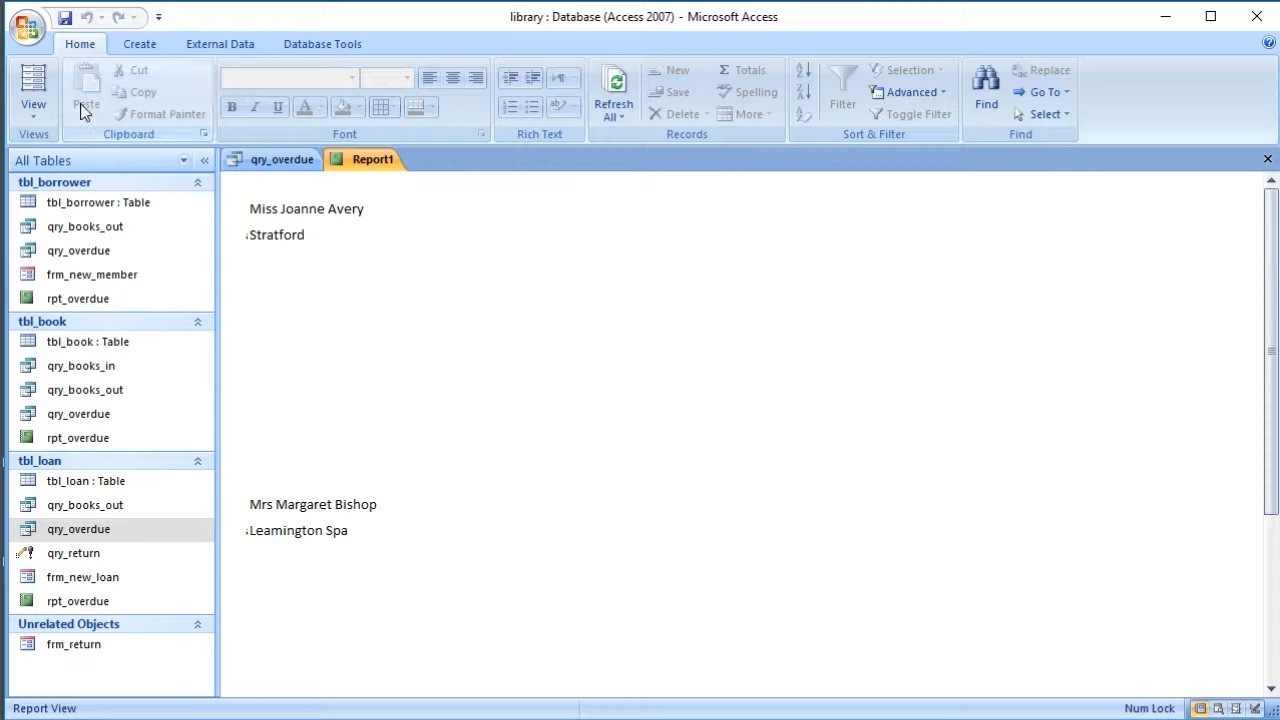 library : Database (Access 2007) - Microsoft Access
Home Create External Data Database Tools
View
Views
Paste
Cut
Copy
Format Painter
Clipboard
B I U A
Font
Rich Text
Refresh All
New
Save
Delete
Totals
Spelling
More
Records
Filter
Selection
Advanced
Toggle Filter
Sort & Filter
Find
Replace
Go To
Select
Find
All Tables
tbl_borrower
tbl_borrower : Table
qry_books_out
qry_overdue
frm_new_member
rpt_overdue
tbl_book
tbl_book : Table
qry_books_in
qry_books_out
qry_overdue
rpt_overdue
tbl_loan
tbl_loan : Table
qry_books_out
qry_overdue
qry_return
frm_new_loan
rpt_overdue
Unrelated Objects
frm_return
qry_overdue Report1
Miss Joanne Avery
Stratford
Mrs Margaret Bishop
Leamington Spa
Report View
Num Lock